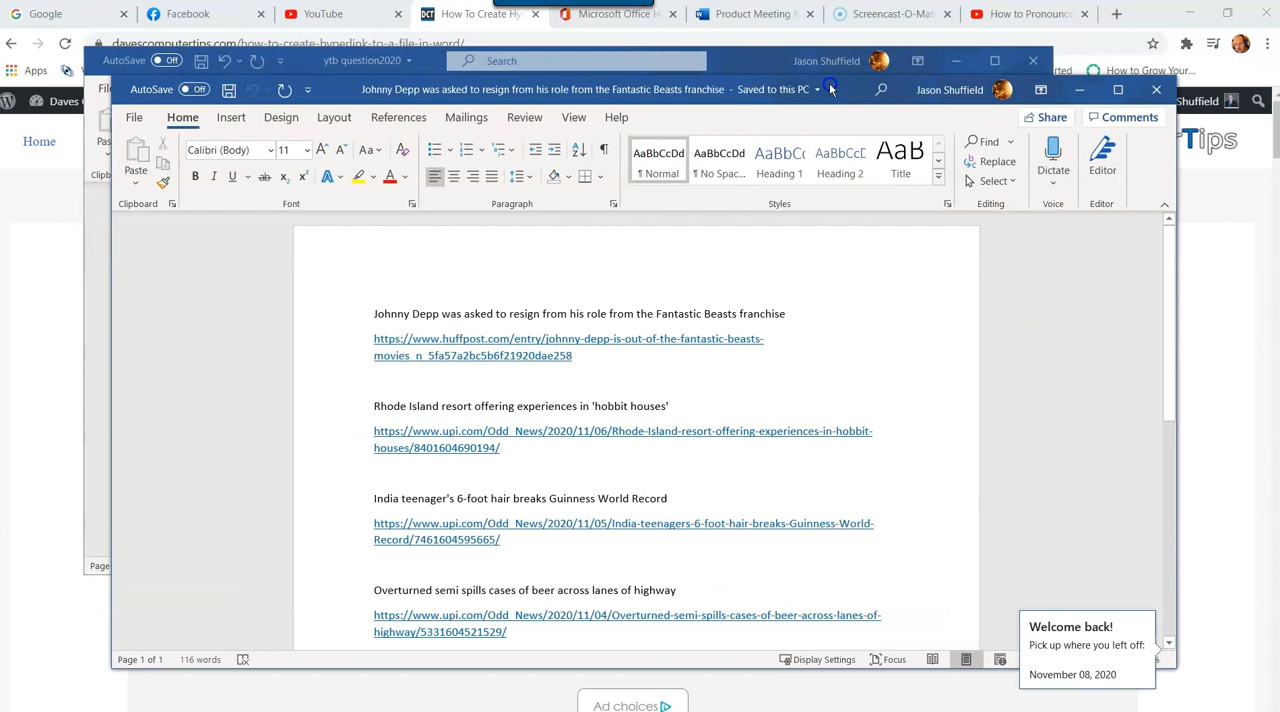 Google
Facebook
YouTube
How To Create Hy
Microsoft Office H
Product Meeting N
Screencast-O-Mat
How to Pronounc
davescomputertips.com/how-to-create-hyperlink-to-a-file-in-word/
Apps
How to Grow Your...
AutoSave Off
ytb question2020
Search
Jason Shuffield
Daves
Shuffield
Home
Tips
AutoSave Off
Johnny Depp was asked to resign from his role from the Fantastic Beasts franchise - Saved to this PC
Jason Shuffield
File Home Insert Draw Design Layout References Mailings Review View Help
Share
Comments
Calibri (Body) 11
Paste
AaBbCcDd
¶ Normal
AaBbCcDd
¶ No Spac...
AaBbC
Heading 1
AaBbCcD
Heading 2
AaB
Title
Find
Replace
Select
Dictate
Editor
Clipboard
Font
Paragraph
Styles
Editing
Voice
Editor
Johnny Depp was asked to resign from his role from the Fantastic Beasts franchise
https://www.huffpost.com/entry/johnny-depp-is-out-of-the-fantastic-beasts-
movies_n_5fa57a2bc5b6f21920dae258
Rhode Island resort offering experiences in 'hobbit houses'
https://www.upi.com/Odd_News/2020/11/06/Rhode-Island-resort-offering-experiences-in-hobbit-
houses/8401604690194/
India teenager's 6-foot hair breaks Guinness World Record
https://www.upi.com/Odd_News/2020/11/05/India-teenagers-6-foot-hair-breaks-Guinness-World-
Record/7461604595665/
Overturned semi spills cases of beer across lanes of highway
https://www.upi.com/Odd_News/2020/11/04/Overturned-semi-spills-cases-of-beer-across-lanes-of-
highway/5331604521529/
Page
Welcome back!
Pick up where you left off:
November 08, 2020
Page 1 of 1
116 words
Display Settings
Focus
Ad choices